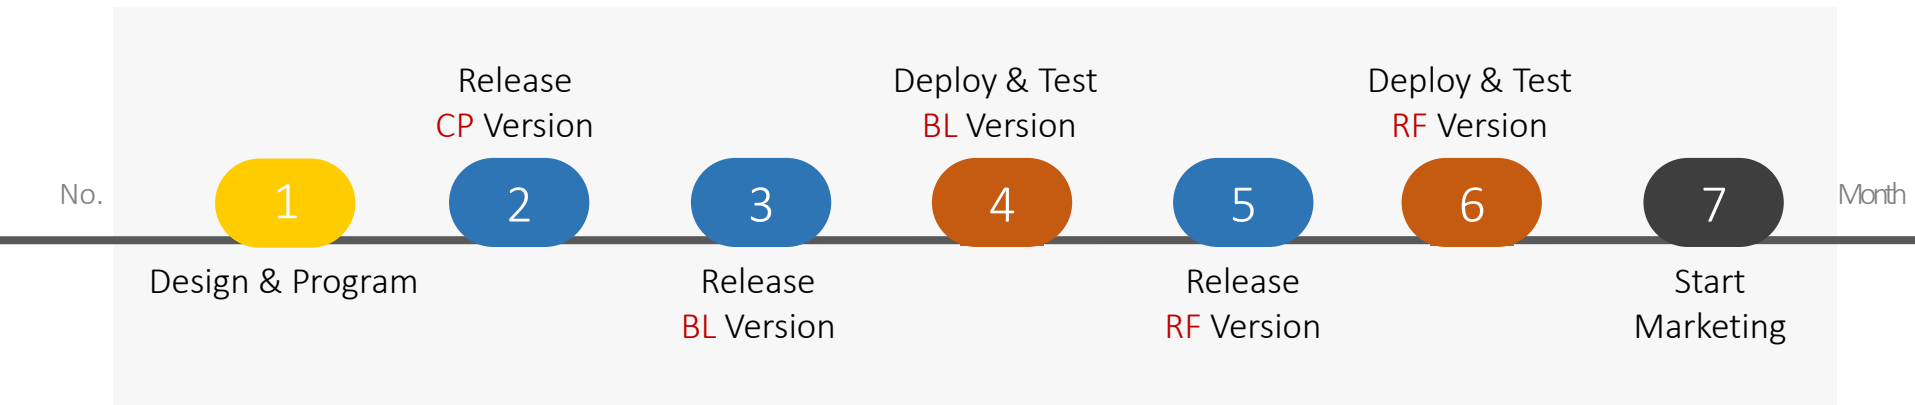 Release
CP Version
Deploy & Test
BL Version
Deploy & Test
RF Version
No.
1
2
3
4
5
6
7
Month
Design & Program
Release
BL Version
Release
RF Version
Start
Marketing